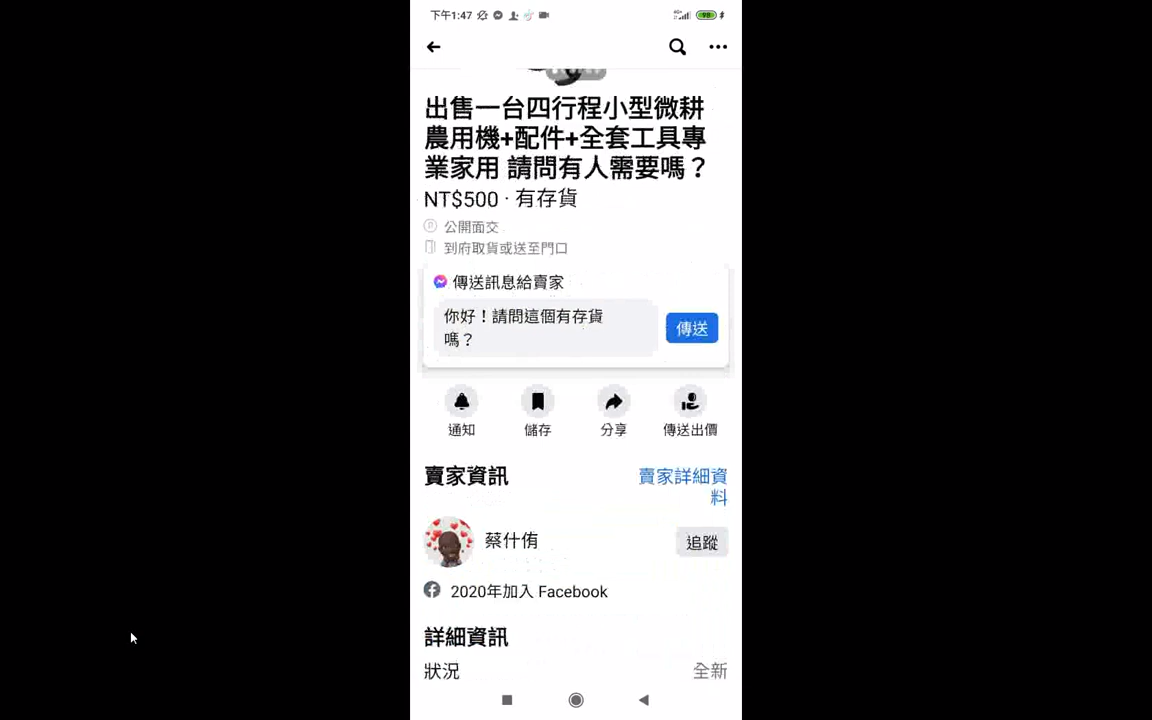 下午1:47
98
出售一台四行程小型微耕
農用機+配件+全套工具專
業家用 請問有人需要嗎？
NT$500 · 有存貨
公開面交
到府取貨或送至門口
傳送訊息給賣家
你好！請問這個有存貨
嗎？
傳送
通知
儲存
分享
傳送出價
賣家資訊
賣家詳細資
料
蔡什侑
追蹤
2020年加入 Facebook
詳細資訊
狀況
全新